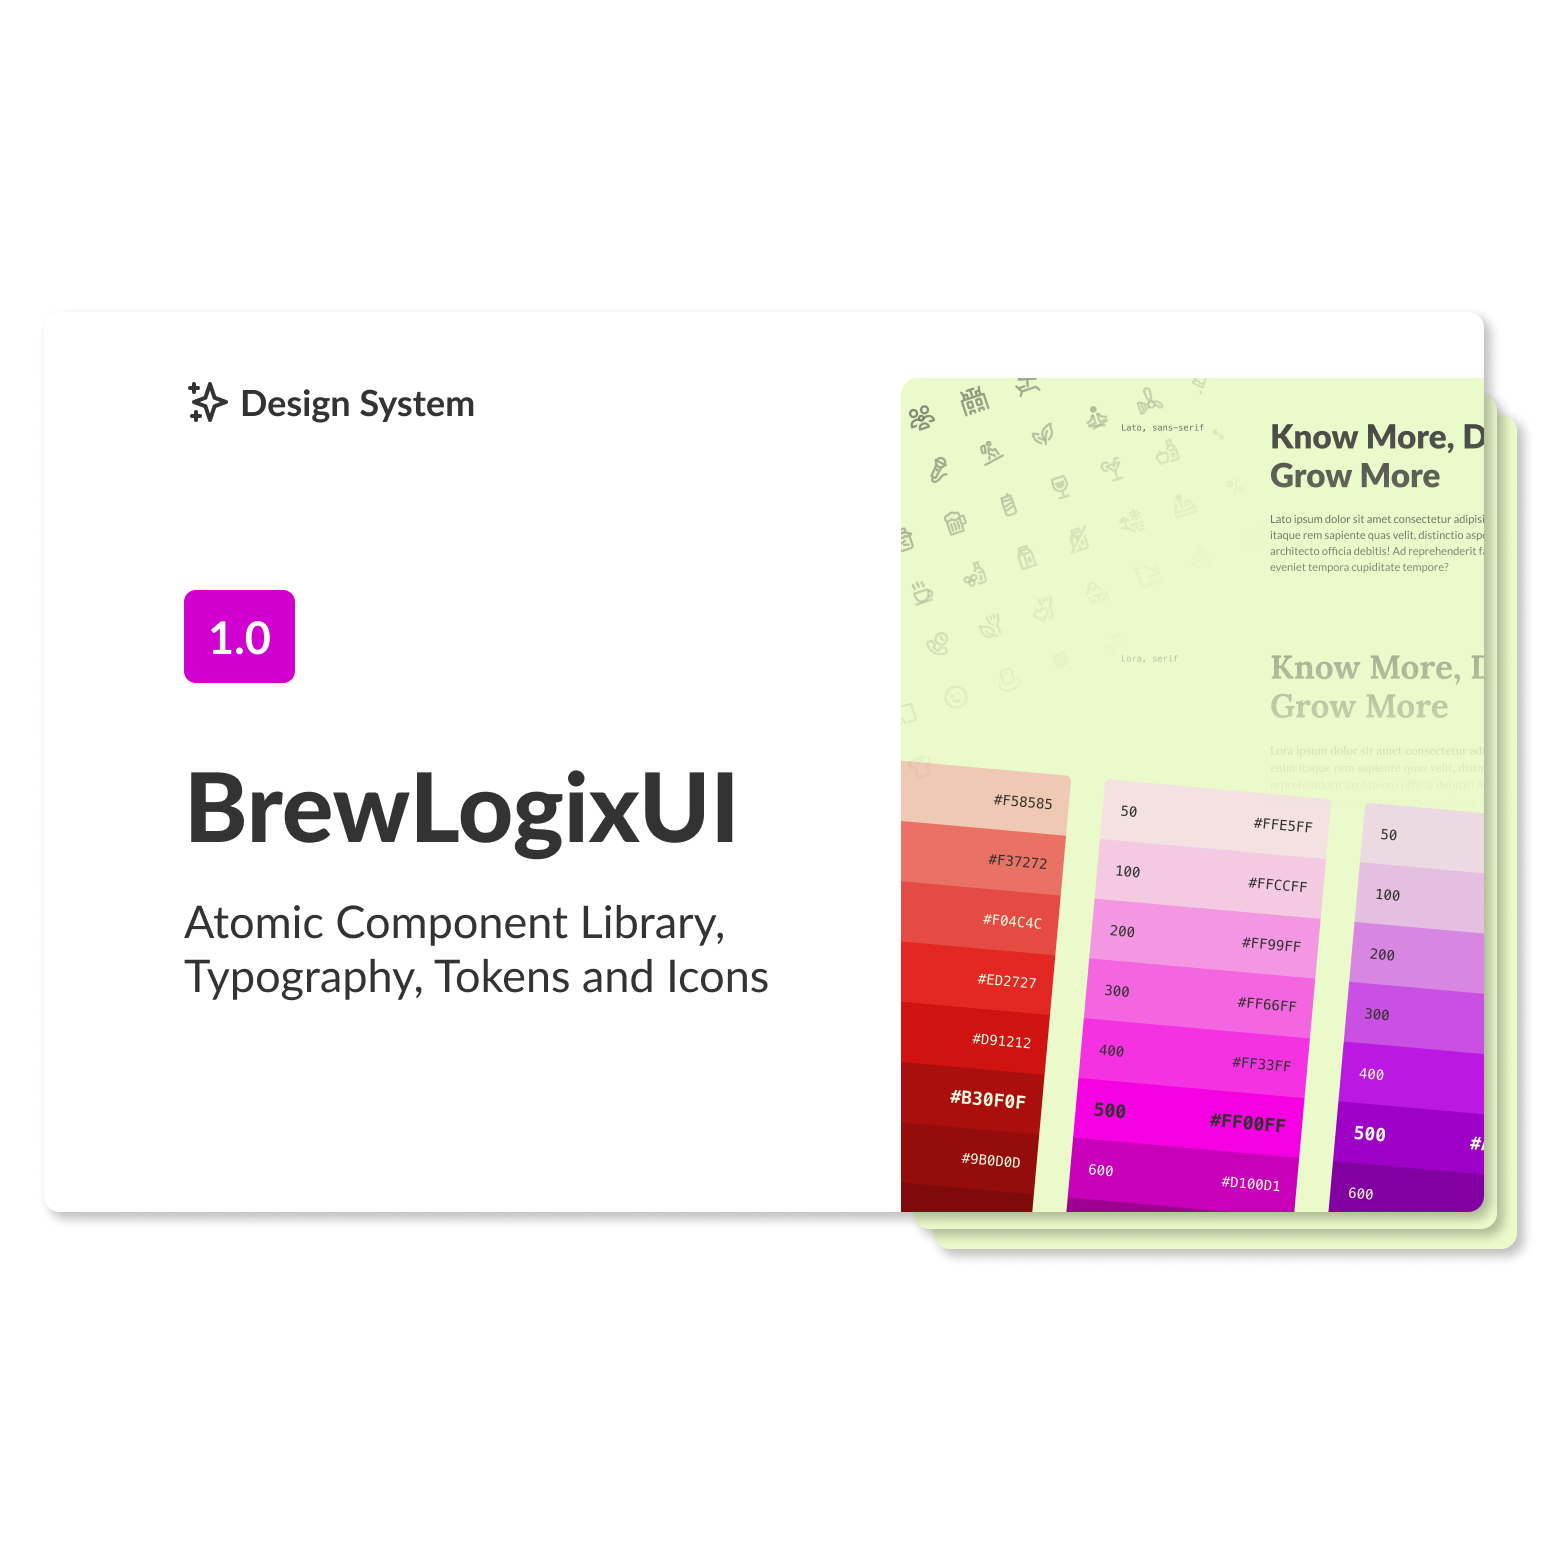 Design System
1.0
BrewLogixUI
Atomic Component Library,
Typography, Tokens and Icons
Lato, sans-serif
Know More, D
Grow More
Lato ipsum dolor sit amet consectetur adipisi
itaque rem sapiente quas velit, distinctio aspe
architecto officia debitis! Ad reprehenderit fa
eveniet tempora cupiditate tempore?
Lora, serif
Know More, D
Grow More
Lora ipsum dolor sit amet consectetur adi
enim itaque rem sapiente quas velit, distin
reprehenderit architecto officia debitis!
#F58585
#F37272
#F04C4C
#ED2727
#D91212
#B30F0F
#9B0D0D
50 #FFE5FF
100 #FFCCFF
200 #FF99FF
300 #FF66FF
400 #FF33FF
500 #FF00FF
600 #D100D1
50
100
200
300
400
500 #
600